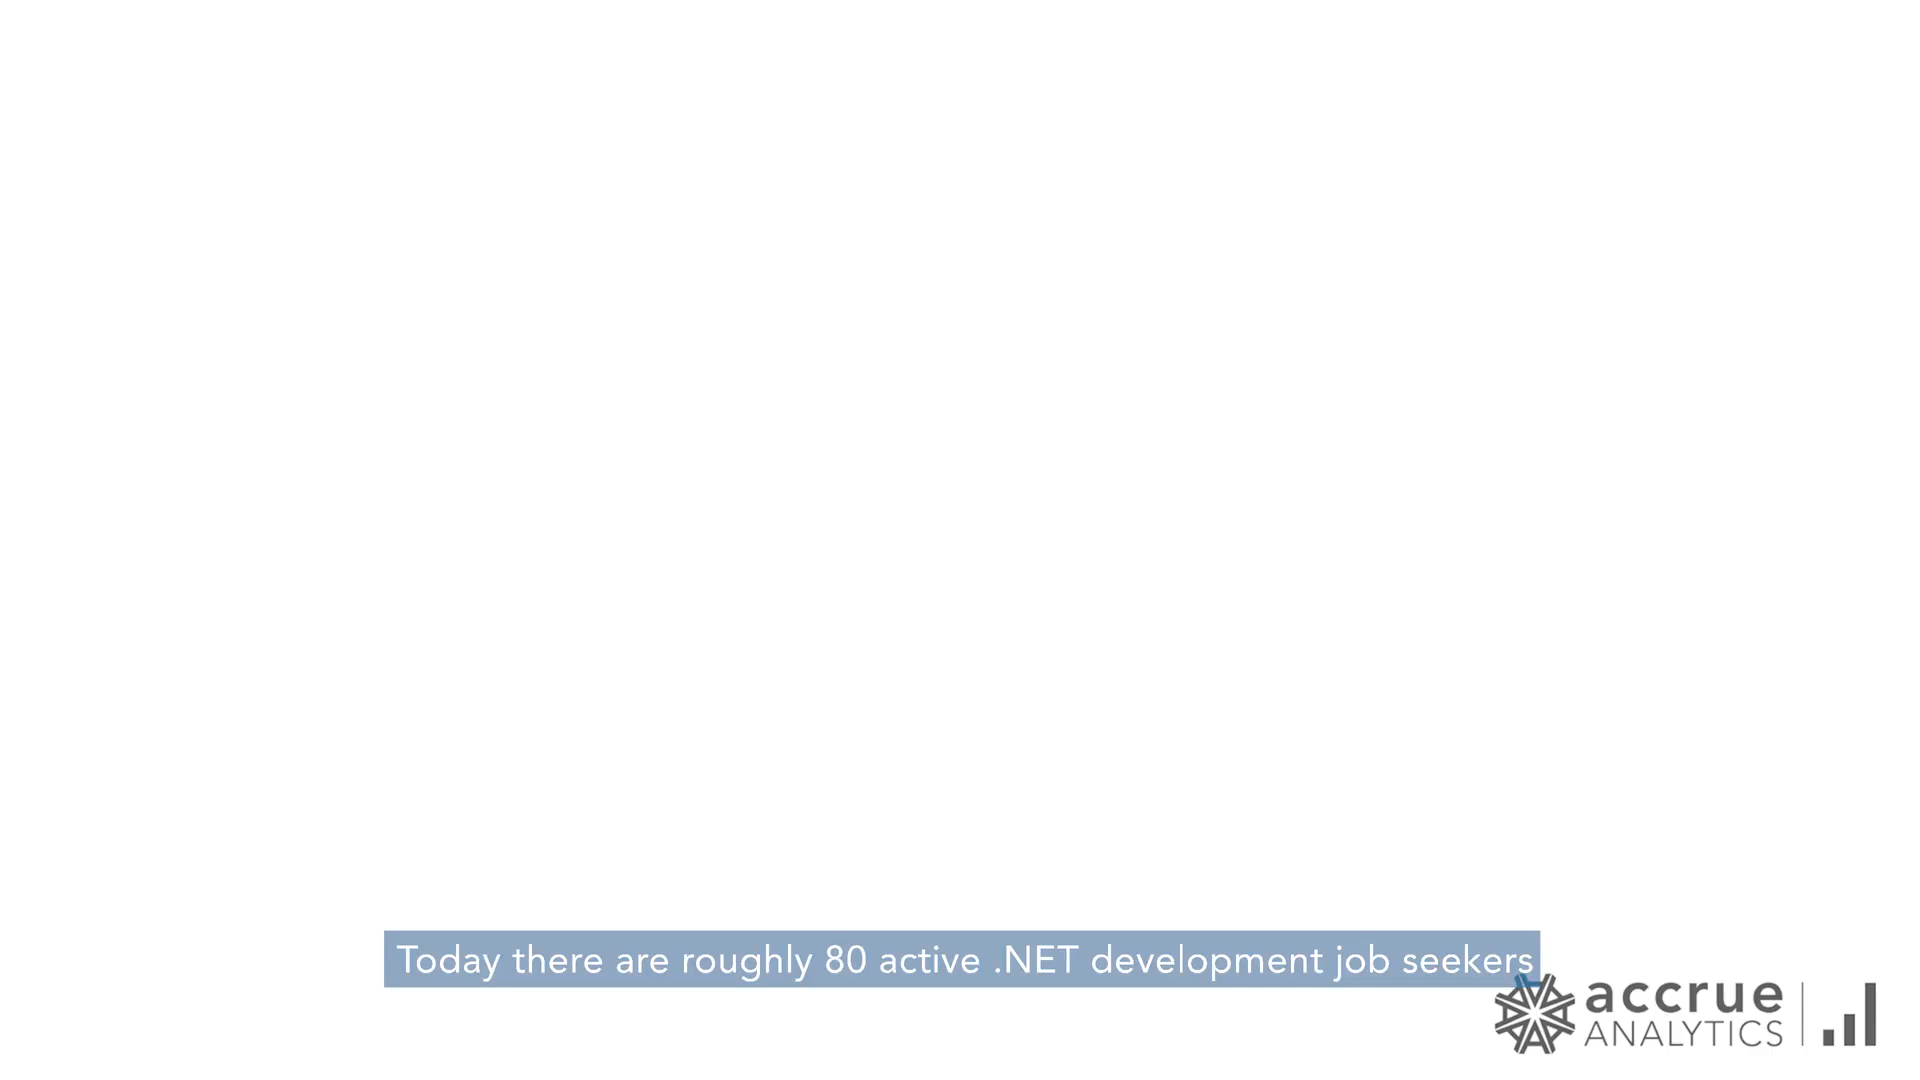 Today there are roughly 80 active .NET development job seekers
accrue
ANALYTICS